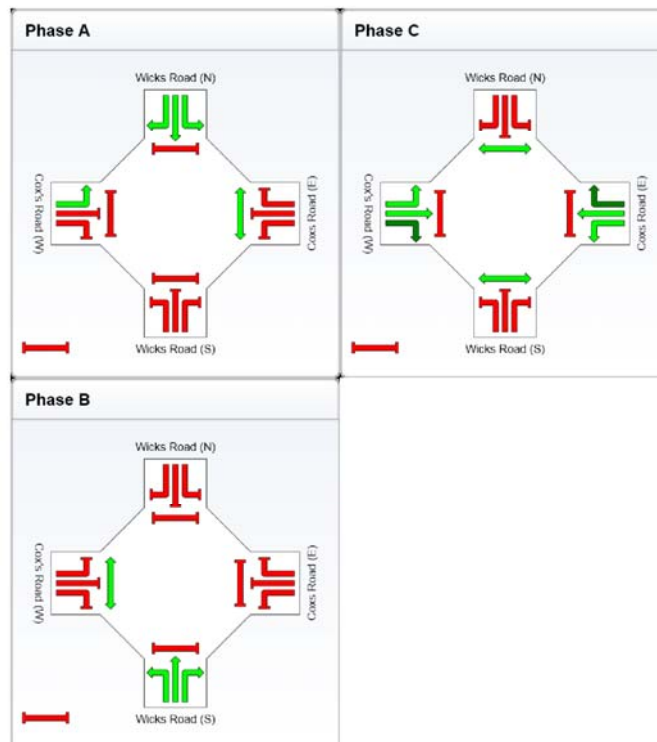 Phase A
Wicks Road (N)
Cox's Road (W)
Coxs Road (E)
Wicks Road (S)
Phase C
Wicks Road (N)
Cox's Road (W)
Coxs Road (E)
Wicks Road (S)
Phase B
Wicks Road (N)
Cox's Road (W)
Coxs Road (E)
Wicks Road (S)